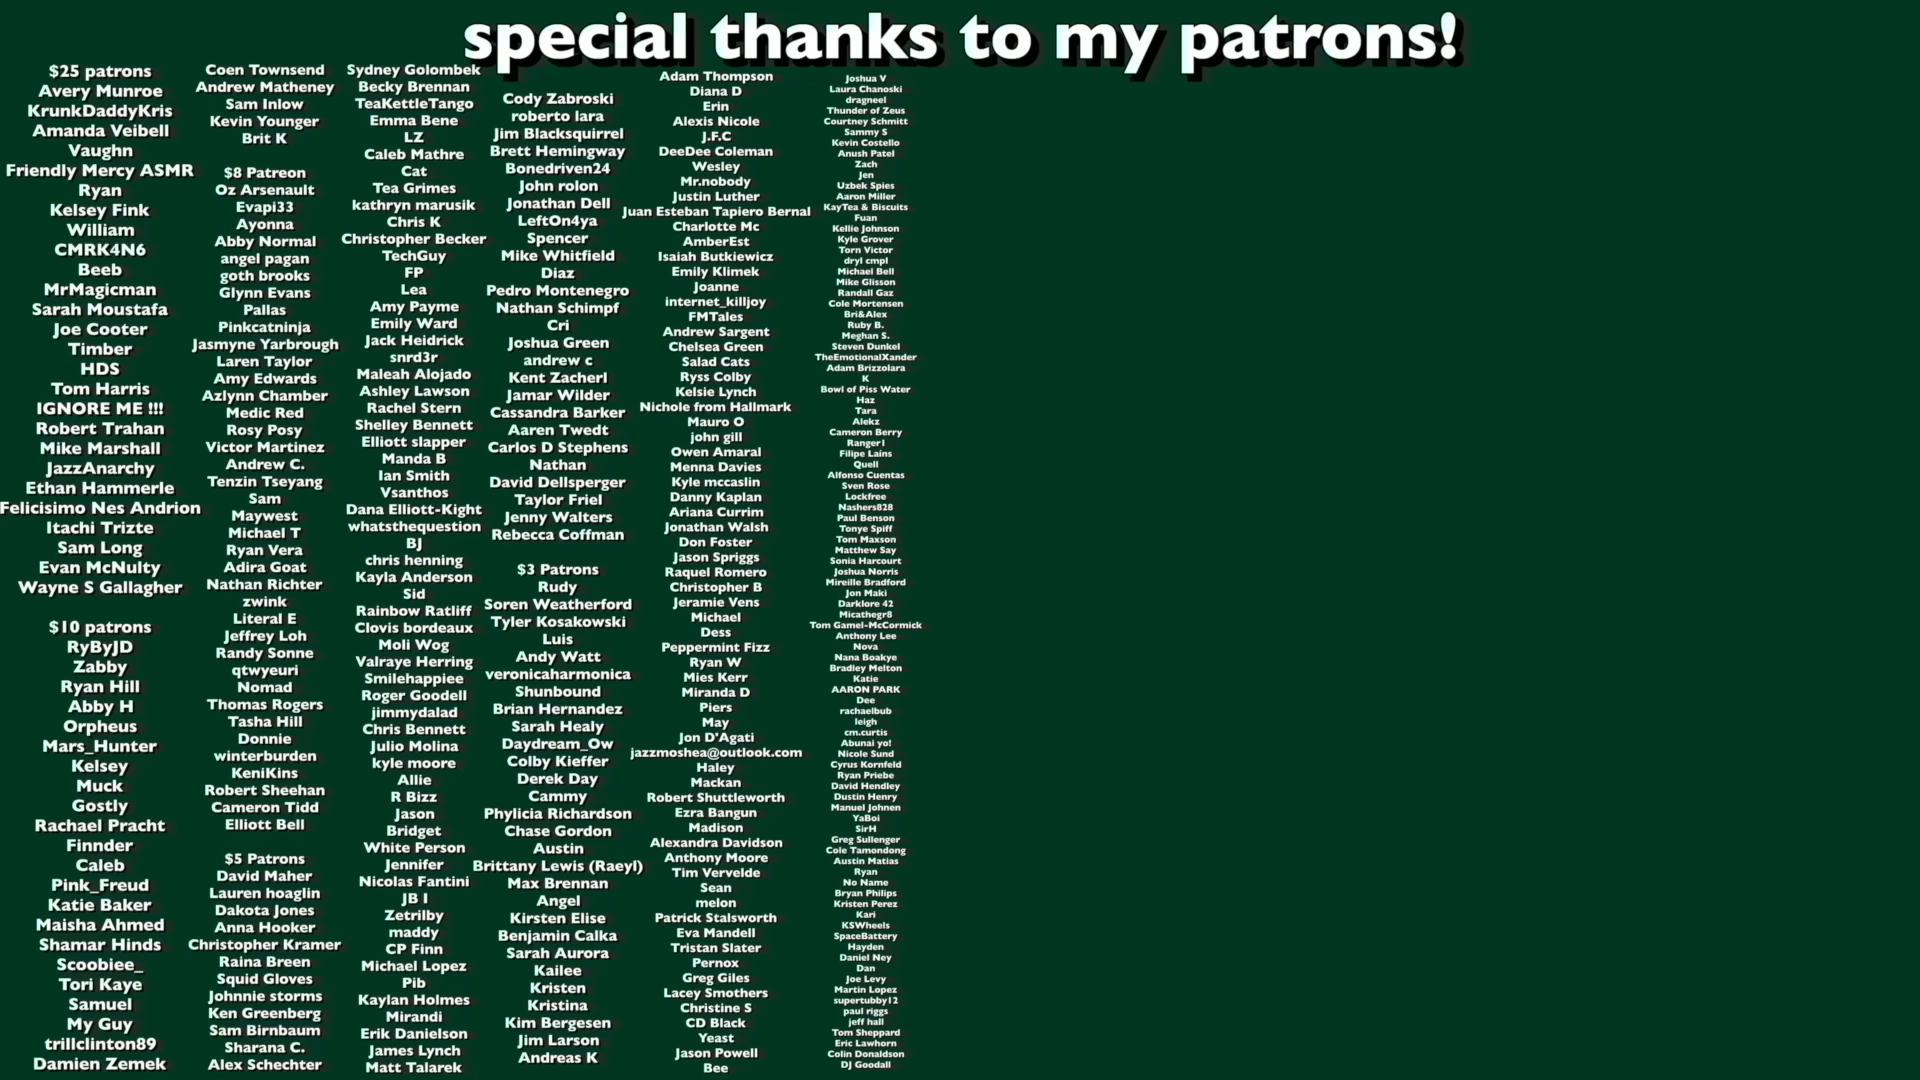 special thanks to my patrons!
$25 patrons
Avery Munroe
KrunkDaddyKris
Amanda Veibell
Vaughn
Friendly Mercy ASMR
Ryan
Kelsey Fink
William
CMRK4N6
Beeb
MrMagicman
Sarah Moustafa
Joe Cooter
Timber
HDS
Tom Harris
IGNORE ME !!!
Robert Trahan
Mike Marshall
JazzAnarchy
Ethan Hammerle
Felicisimo Nes Andrion
Itachi Trizte
Sam Long
Evan McNulty
Wayne S Gallagher
$10 patrons
RyByJD
Zabby
Ryan Hill
Abby H
Orpheus
Mars_Hunter
Kelsey
Muck
Gostly
Rachael Pracht
Finnder
Caleb
Pink_Freud
Katie Baker
Maisha Ahmed
Shamar Hinds
Scoobiee_
Tori Kaye
Samuel
My Guy
trillclinton89
Damien Zemek
Coen Townsend
Andrew Matheney
Sam Inlow
Kevin Younger
Brit K
$8 Patreon
Oz Arsenault
Evapi33
Ayonna
Abby Normal
angel pagan
goth brooks
Glynn Evans
Pallas
Pinkcatninja
Jasmyne Yarbrough
Laren Taylor
Amy Edwards
Azlynn Chamber
Medic Red
Rosy Posy
Victor Martinez
Andrew C.
Tenzin Tseyang
Sam
Maywest
Michael T
Ryan Vera
Adira Goat
Nathan Richter
zwink
Literal E
Jeffrey Loh
Randy Sonne
qtwyeuri
Nomad
Thomas Rogers
Tasha Hill
Donnie
winterburden
KeniKins
Robert Sheehan
Cameron Tidd
Elliott Bell
$5 Patrons
David Maher
Lauren hoaglin
Dakota Jones
Anna Hooker
Christopher Kramer
Raina Breen
Squid Gloves
Johnnie storms
Ken Greenberg
Sam Birnbaum
Sharana C.
Alex Schechter
Sydney Golombek
Becky Brennan
TeaKettleTango
Emma Bene
LZ
Caleb Mathre
Cat
Tea Grimes
kathryn marusik
Chris K
Christopher Becker
TechGuy
FP
Lea
Amy Payme
Emily Ward
Jack Heidrick
snrd3r
Maleah Alojado
Ashley Lawson
Rachel Stern
Shelley Bennett
Elliott slapper
Manda B
Ian Smith
Vsanthos
Dana Elliott-Kight
whatsthequestion
BJ
chris henning
Kayla Anderson
Sid
Rainbow Ratliff
Clovis bordeaux
Moli Wog
Valraye Herring
Smilehappiee
Roger Goodell
jimmydalad
Chris Bennett
Julio Molina
kyle moore
Allie
R Bizz
Jason
Bridget
White Person
Jennifer
Nicolas Fantini
JB I
Zetrilby
maddy
CP Finn
Michael Lopez
Pib
Kaylan Holmes
Mirandi
Erik Danielson
James Lynch
Matt Talarek
Cody Zabroski
roberto lara
Jim Blacksquirrel
Brett Hemingway
Bonedriven24
John rolon
Jonathan Dell
LeftOn4ya
Spencer
Mike Whitfield
Diaz
Pedro Montenegro
Nathan Schimpf
Cri
Joshua Green
andrew c
Kent Zacherl
Jamar Wilder
Cassandra Barker
Aaren Twedt
Carlos D Stephens
Nathan
David Dellsperger
Taylor Friel
Jenny Walters
Rebecca Coffman
$3 Patrons
Rudy
Soren Weatherford
Tyler Kosakowski
Luis
Andy Watt
veronicaharmonica
Shunbound
Brian Hernandez
Sarah Healy
Daydream_Ow
Colby Kieffer
Derek Day
Cammy
Phylicia Richardson
Chase Gordon
Austin
Brittany Lewis (Raeyl)
Max Brennan
Angel
Kirsten Elise
Benjamin Calka
Sarah Aurora
Kailee
Kristen
Kristina
Kim Bergesen
Jim Larson
Andreas K
Adam Thompson
Diana D
Erin
Alexis Nicole
J.F.C
DeeDee Coleman
Wesley
Mr.nobody
Justin Luther
Juan Esteban Tapiero Bernal
Charlotte Mc
AmberEst
Isaiah Butkiewicz
Emily Klimek
Joanne
internet_killjoy
FMTales
Andrew Sargent
Chelsea Green
Salad Cats
Ryss Colby
Kelsie Lynch
Nichole from Hallmark
Mauro O
john gill
Owen Amaral
Menna Davies
Kyle mccaslin
Danny Kaplan
Ariana Currim
Jonathan Walsh
Don Foster
Jason Spriggs
Raquel Romero
Christopher B
Jeramie Vens
Michael
Dess
Peppermint Fizz
Ryan W
Mies Kerr
Miranda D
Piers
May
Jon D'Agati
jazzmoshea@outlook.com
Haley
Mackan
Robert Shuttleworth
Ezra Bangun
Madison
Alexandra Davidson
Anthony Moore
Tim Vervelde
Sean
melon
Patrick Stalsworth
Eva Mandell
Tristan Slater
Pernox
Greg Giles
Lacey Smothers
Christine S
CD Black
Yeast
Jason Powell
Bee
Joshua V
Laura Chanoski
dragneel
Thunder of Zeus
Courtney Schmitt
Sammy S
Kevin Costello
Anush Patel
Zach
Jen
Uzbek Spies
Aaron Miller
KayTea & Biscuits
Fuan
Kellie Johnson
Kyle Grover
Torn Victor
dryl cmpl
Michael Bell
Mike Glisson
Randall Gaz
Cole Mortensen
Bri&Alex
Ruby B.
Meghan S.
Steven Dunkel
TheEmotionalXander
Adam Brizzolara
K
Bowl of Piss Water
Haz
Tara
Alekz
Cameron Berry
Ranger1
Filipe Lains
Quell
Alfonso Cuentas
Sven Rose
Lockfree
Nashers828
Paul Benson
Tonye Spiff
Tom Maxson
Matthew Say
Sonia Harcourt
Joshua Norris
Mireille Bradford
Jon Maki
Darklore 42
Micathegr8
Tom Gamel-McCormick
Anthony Lee
Nova
Nana Boakye
Bradley Melton
Katie
AARON PARK
Dee
rachaelbub
leigh
cm.curtis
Abunai yo!
Nicole Sund
Cyrus Kornfeld
Ryan Priebe
David Hendley
Dustin Henry
Manuel Johnen
YaBoi
SirH
Greg Sullenger
Cole Tamondong
Austin Matias
Ryan
No Name
Bryan Philips
Kristen Perez
Kari
KSWheels
SpaceBattery
Hayden
Daniel Ney
Dan
Joe Levy
Martin Lopez
supertubby12
paul riggs
jeff hall
Tom Sheppard
Eric Lawhorn
Colin Donaldson
DJ Goodall